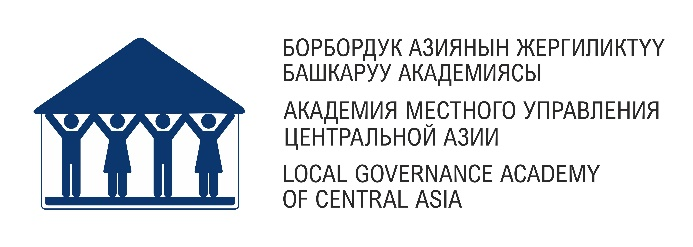 БОРБОРДУК АЗИЯНЫН ЖЕРГИЛИКТҮҮ
БАШКАРУУ АКАДЕМИЯСЫ
АКАДЕМИЯ МЕСТНОГО УПРАВЛЕНИЯ
ЦЕНТРАЛЬНОЙ АЗИИ
LOCAL GOVERNANCE ACADEMY
OF CENTRAL ASIA